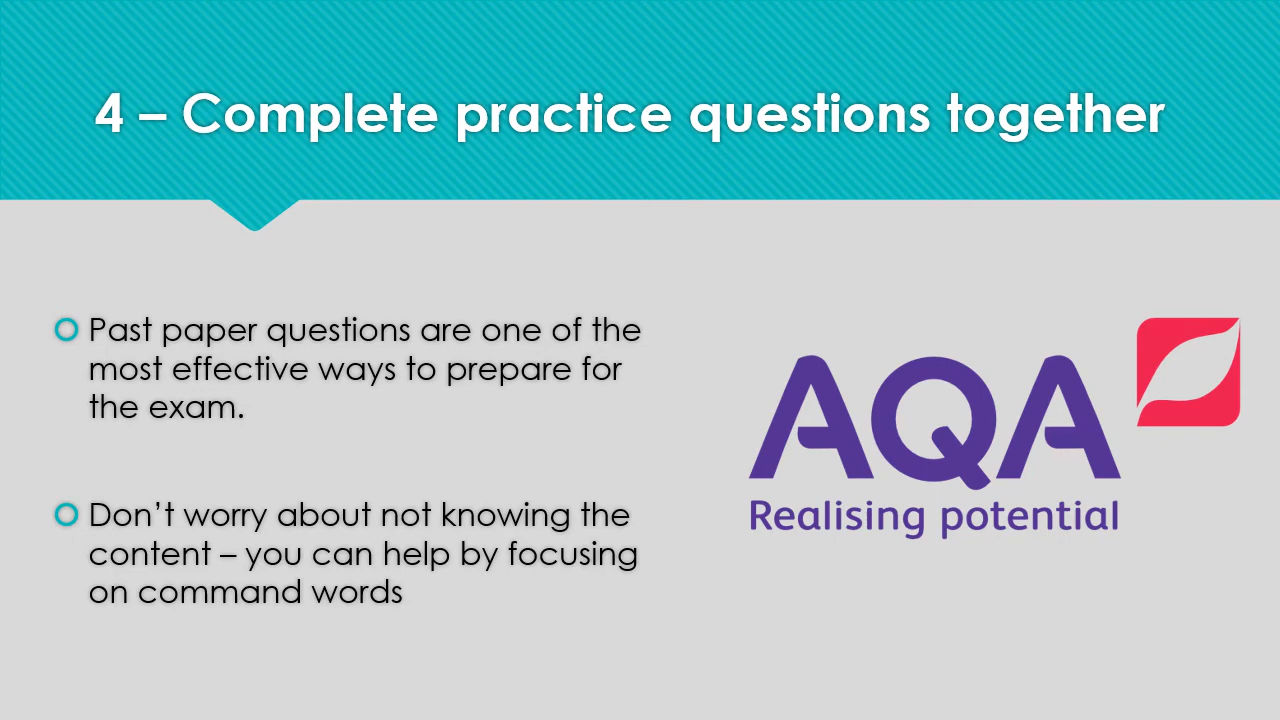 4 – Complete practice questions together
Past paper questions are one of the
most effective ways to prepare for
the exam.
Don’t worry about not knowing the
content – you can help by focusing
on command words
AQA
Realising potential